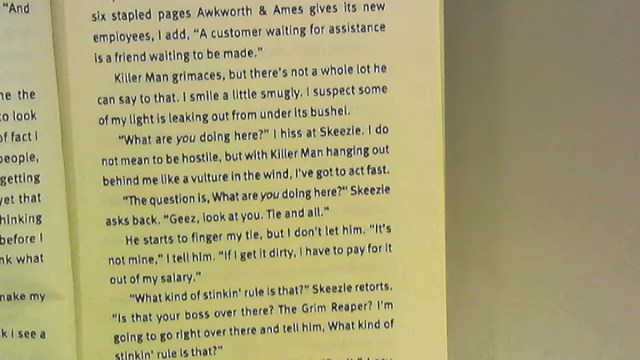 "And
ne the
to look
of fact I
people,
getting
yet that
hinking
before I
nk what
make my
k I see a
six stapled pages Awkworth & Ames gives its new
employees, I add, "A customer waiting for assistance
is a friend waiting to be made."
Killer Man grimaces, but there's not a whole lot he
can say to that. I smile a little smugly. I suspect some
of my light is leaking out from under its bushel.
"What are you doing here?" I hiss at Skeezie. I do
not mean to be hostile, but with Killer Man hanging out
behind me like a vulture in the wind, I've got to act fast.
"The question is, What are you doing here?" Skeezie
asks back. "Geez, look at you. Tie and all."
He starts to finger my tie, but I don't let him. "It's
not mine," I tell him. "If I get it dirty, I have to pay for it
out of my salary."
"What kind of stinkin' rule is that?" Skeezie retorts.
"Is that your boss over there? The Grim Reaper? I'm
going to go right over there and tell him, What kind of
stinkin' rule is that?"